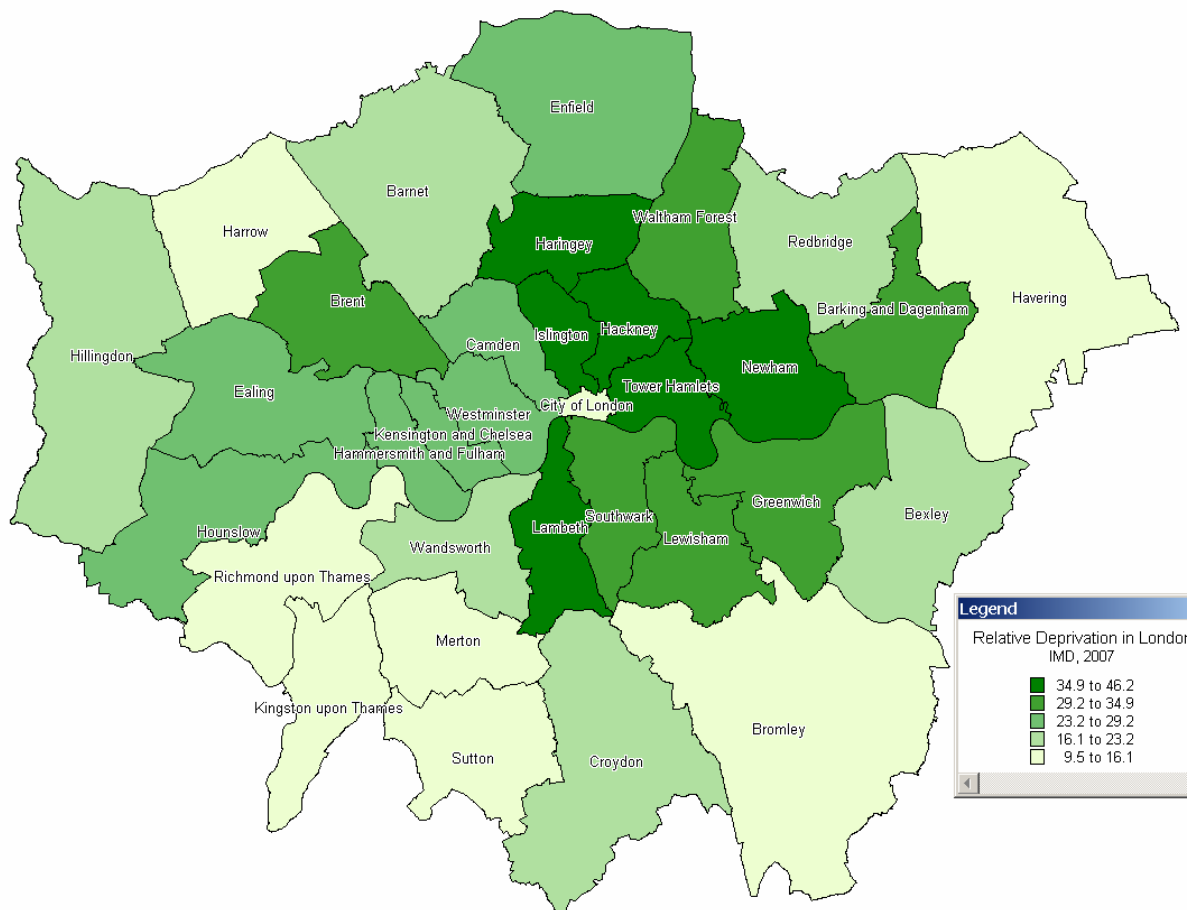 Enfield
Barnet
Waltham Forest
Harrow
Haringey
Redbridge
Brent
Havering
Barking and Dagenham
Hackney
Islington
Camden
Hillingdon
Newham
Tower Hamlets
Ealing
City of London
Westminster
Kensington and Chelsea
Hammersmith and Fulham
Greenwich
Bexley
Southwark
Lambeth
Hounslow
Lewisham
Wandsworth
Richmond upon Thames
Merton
Kingston upon Thames
Bromley
Sutton
Croydon
Legend
Relative Deprivation in London
IMD, 2007
34.9 to 46.2
29.2 to 34.9
23.2 to 29.2
16.1 to 23.2
9.5 to 16.1